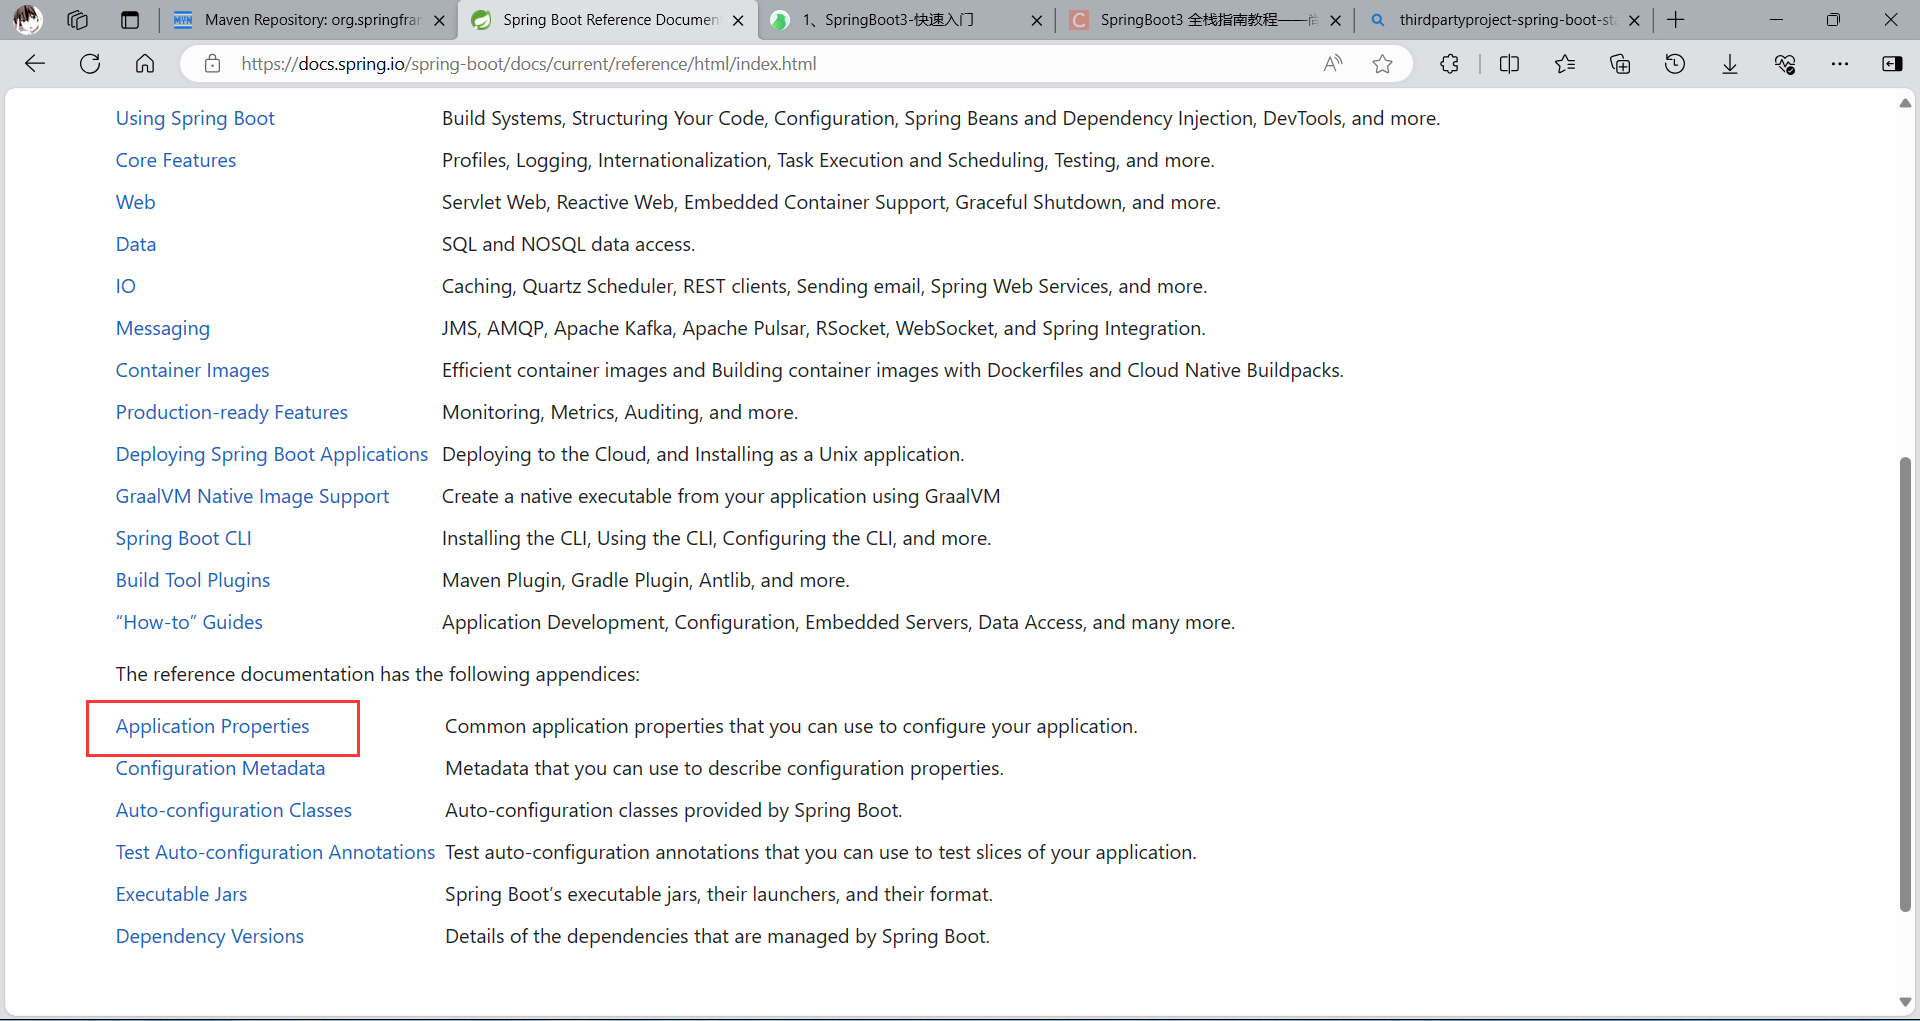 Maven Repository: org.springfran
Spring Boot Reference Documen
1、SpringBoot3-快速入门
SpringBoot3 全栈指南教程——尚
thirdpartyproject-spring-boot-sta
https://docs.spring.io/spring-boot/docs/current/reference/html/index.html
Using Spring Boot Build Systems, Structuring Your Code, Configuration, Spring Beans and Dependency Injection, DevTools, and more.
Core Features Profiles, Logging, Internationalization, Task Execution and Scheduling, Testing, and more.
Web Servlet Web, Reactive Web, Embedded Container Support, Graceful Shutdown, and more.
Data SQL and NOSQL data access.
IO Caching, Quartz Scheduler, REST clients, Sending email, Spring Web Services, and more.
Messaging JMS, AMQP, Apache Kafka, Apache Pulsar, RSocket, WebSocket, and Spring Integration.
Container Images Efficient container images and Building container images with Dockerfiles and Cloud Native Buildpacks.
Production-ready Features Monitoring, Metrics, Auditing, and more.
Deploying Spring Boot Applications Deploying to the Cloud, and Installing as a Unix application.
GraalVM Native Image Support Create a native executable from your application using GraalVM
Spring Boot CLI Installing the CLI, Using the CLI, Configuring the CLI, and more.
Build Tool Plugins Maven Plugin, Gradle Plugin, Antlib, and more.
“How-to” Guides Application Development, Configuration, Embedded Servers, Data Access, and many more.
The reference documentation has the following appendices:
Application Properties Common application properties that you can use to configure your application.
Configuration Metadata Metadata that you can use to describe configuration properties.
Auto-configuration Classes Auto-configuration classes provided by Spring Boot.
Test Auto-configuration Annotations Test auto-configuration annotations that you can use to test slices of your application.
Executable Jars Spring Boot’s executable jars, their launchers, and their format.
Dependency Versions Details of the dependencies that are managed by Spring Boot.